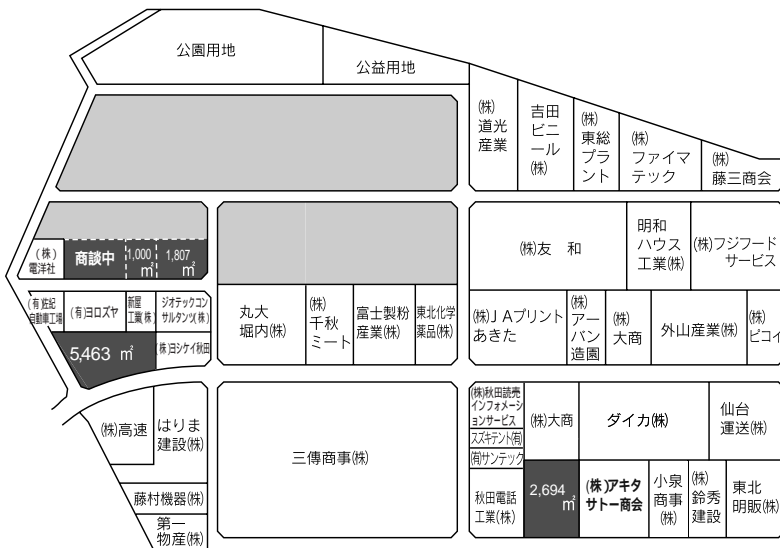 公園用地
公益用地
(株)
道光
産業
吉田
ビニ
ール
(株)
(株)
東総
プラ
ント
(株)
ファイマ
テック
(株)
藤三商会
(株)
電洋社
商談中
1,000
㎡
1,807
㎡
(株)友 和
明和
ハウス
工業(株)
(株)フジフード
サービス
(有)佐紀
自動車工場
(有)ヨロズヤ
新屋
工業(株)
ジオテックコン
サルタンツ(株)
5,463 ㎡
(株)ヨシケイ秋田
丸大
堀内(株)
(株)
千秋
ミート
富士製粉
産業(株)
東北化学
薬品(株)
(株)ＪＡプリント
あきた
(株)
アー
バン
造園
(株)
大商
外山産業(株)
(株)
ピコイ
(株)高速
はりま
建設(株)
藤村機器(株)
第一
物産(株)
三傳商事(株)
(株)秋田読売
インフォメーシ
ョンサービス
スズキテント(有)
(有)サンテック
(株)大商
ダイカ(株)
仙台
運送(株)
秋田電話
工業(株)
2,694
㎡
(株)アキタ
サトー商会
小泉
商事
(株)
(株)
鈴秀
建設
東北
明販(株)